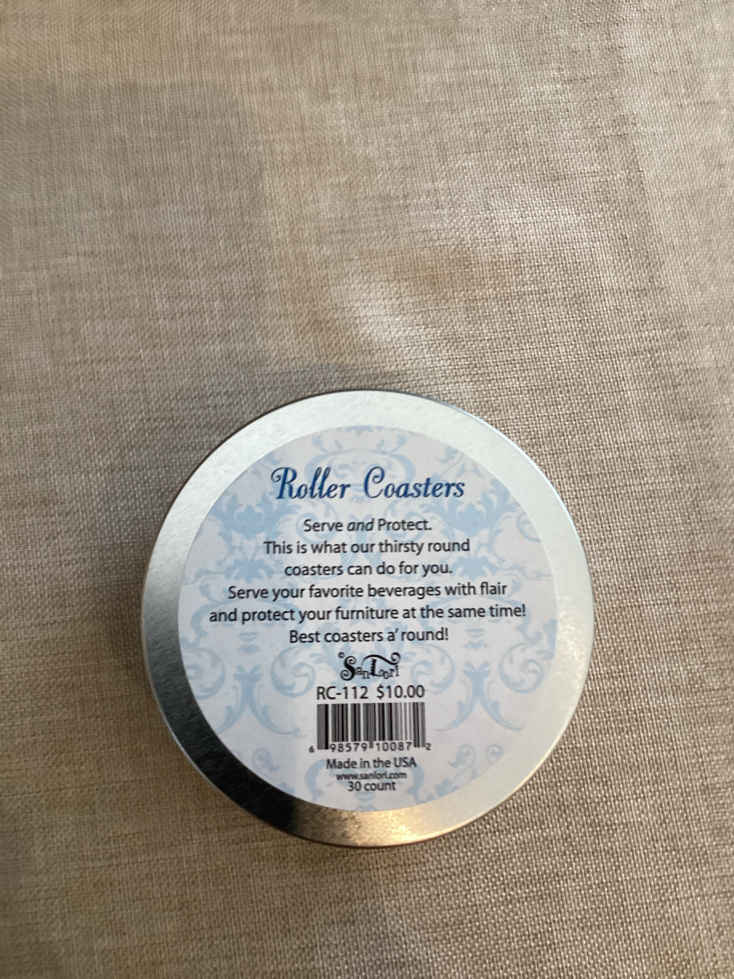 Roller Coasters
Serve and Protect.
This is what our thirsty round
coasters can do for you.
Serve your favorite beverages with flair
and protect your furniture at the same time!
Best coasters a' round!
SanLori
RC-112 $10.00
6 98579 10087 2
Made in the USA
www.sanlori.com
30 count